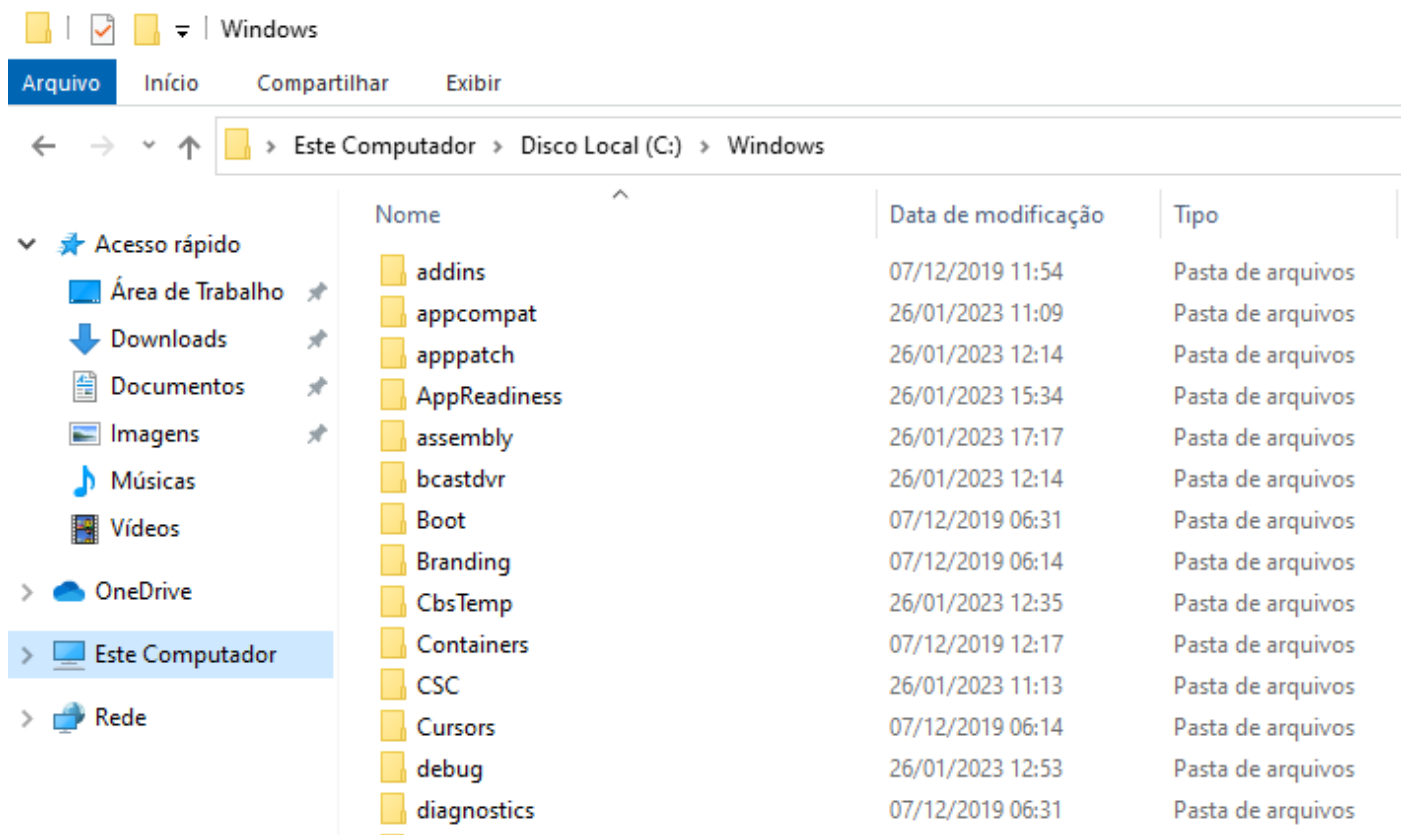 Windows
Arquivo Início Compartilhar Exibir
Este Computador Disco Local (C:) Windows
Nome Data de modificação Tipo
Acesso rápido
Área de Trabalho
Downloads
Documentos
Imagens
Músicas
Vídeos
OneDrive
Este Computador
Rede
addins 07/12/2019 11:54 Pasta de arquivos
appcompat 26/01/2023 11:09 Pasta de arquivos
apppatch 26/01/2023 12:14 Pasta de arquivos
AppReadiness 26/01/2023 15:34 Pasta de arquivos
assembly 26/01/2023 17:17 Pasta de arquivos
bcastdvr 26/01/2023 12:14 Pasta de arquivos
Boot 07/12/2019 06:31 Pasta de arquivos
Branding 07/12/2019 06:14 Pasta de arquivos
CbsTemp 26/01/2023 12:35 Pasta de arquivos
Containers 07/12/2019 12:17 Pasta de arquivos
CSC 26/01/2023 11:13 Pasta de arquivos
Cursors 07/12/2019 06:14 Pasta de arquivos
debug 26/01/2023 12:53 Pasta de arquivos
diagnostics 07/12/2019 06:31 Pasta de arquivos